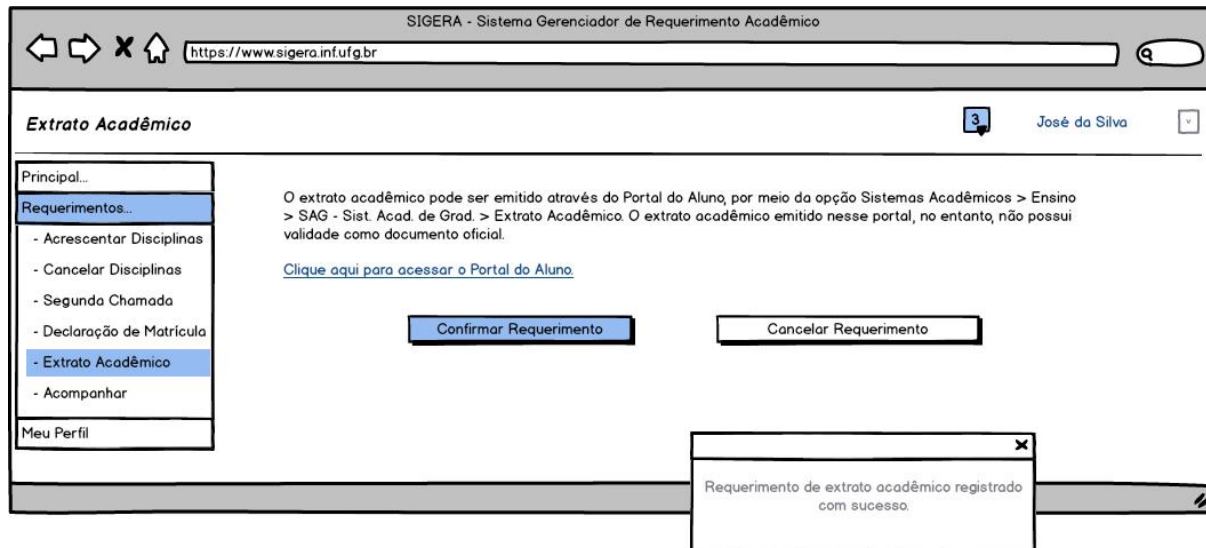 SIGERA - Sistema Gerenciador de Requerimento Acadêmico
https://www.sigera.inf.ufg.br
Extrato Acadêmico
3
José da Silva
v
Principal...
Requerimentos...
- Acrescentar Disciplinas
- Cancelar Disciplinas
- Segunda Chamada
- Declaração de Matrícula
- Extrato Acadêmico
- Acompanhar
Meu Perfil
O extrato acadêmico pode ser emitido através do Portal do Aluno, por meio da opção Sistemas Acadêmicos > Ensino
> SAG - Sist. Acad. de Grad. > Extrato Acadêmico. O extrato acadêmico emitido nesse portal, no entanto, não possui
validade como documento oficial.
Clique aqui para acessar o Portal do Aluno.
Confirmar Requerimento
Cancelar Requerimento
Requerimento de extrato acadêmico registrado
com sucesso.